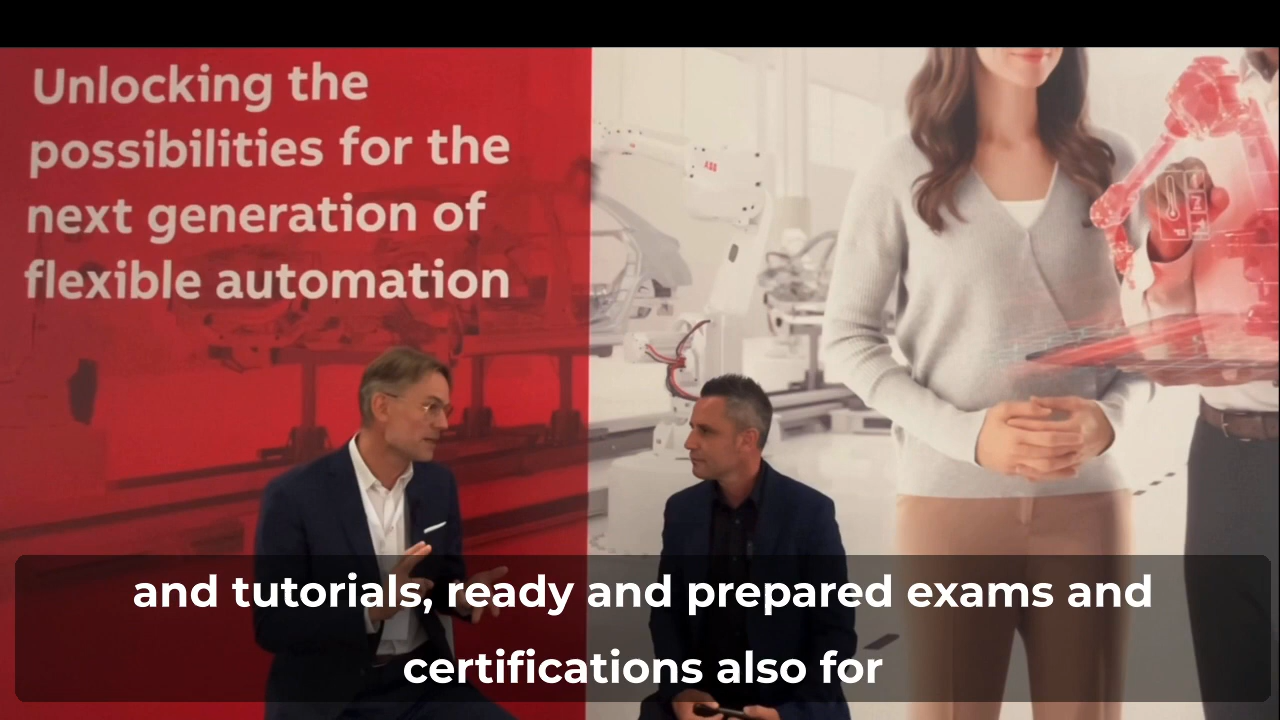 Unlocking the
possibilities for the
next generation of
flexible automation
ABB
and tutorials, ready and prepared exams and
certifications also for